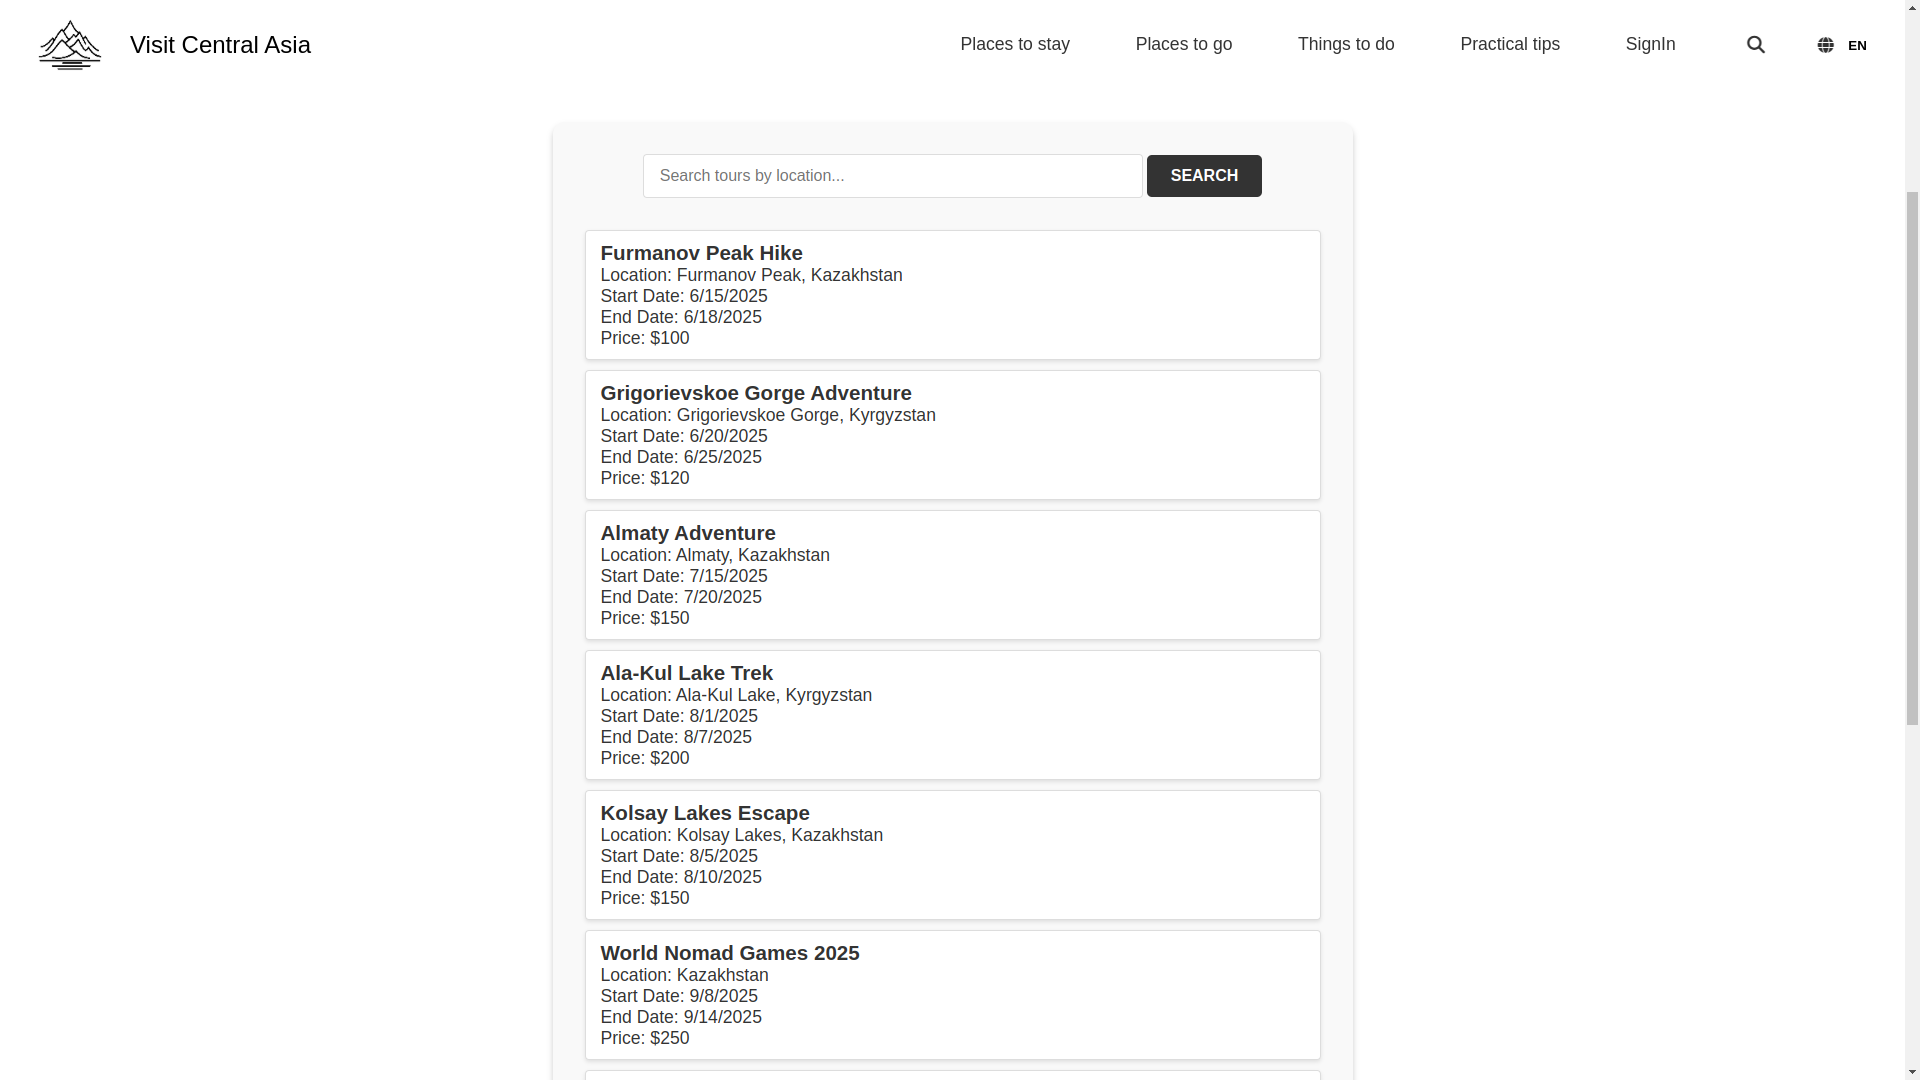 Visit Central Asia
Places to stay
Places to go
Things to do
Practical tips
SignIn
EN
Search tours by location...
SEARCH
Furmanov Peak Hike
Location: Furmanov Peak, Kazakhstan
Start Date: 6/15/2025
End Date: 6/18/2025
Price: $100
Grigorievskoe Gorge Adventure
Location: Grigorievskoe Gorge, Kyrgyzstan
Start Date: 6/20/2025
End Date: 6/25/2025
Price: $120
Almaty Adventure
Location: Almaty, Kazakhstan
Start Date: 7/15/2025
End Date: 7/20/2025
Price: $150
Ala-Kul Lake Trek
Location: Ala-Kul Lake, Kyrgyzstan
Start Date: 8/1/2025
End Date: 8/7/2025
Price: $200
Kolsay Lakes Escape
Location: Kolsay Lakes, Kazakhstan
Start Date: 8/5/2025
End Date: 8/10/2025
Price: $150
World Nomad Games 2025
Location: Kazakhstan
Start Date: 9/8/2025
End Date: 9/14/2025
Price: $250